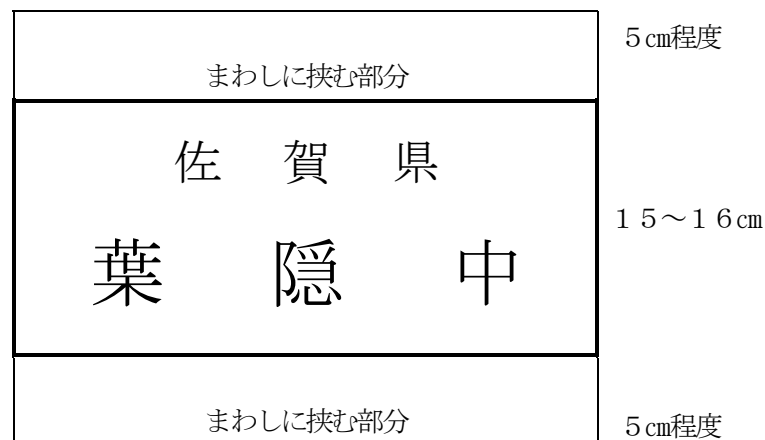 ５㎝程度
まわしに挟む部分
佐　賀　県
１５～１６㎝
葉　隠　中
まわしに挟む部分
５㎝程度